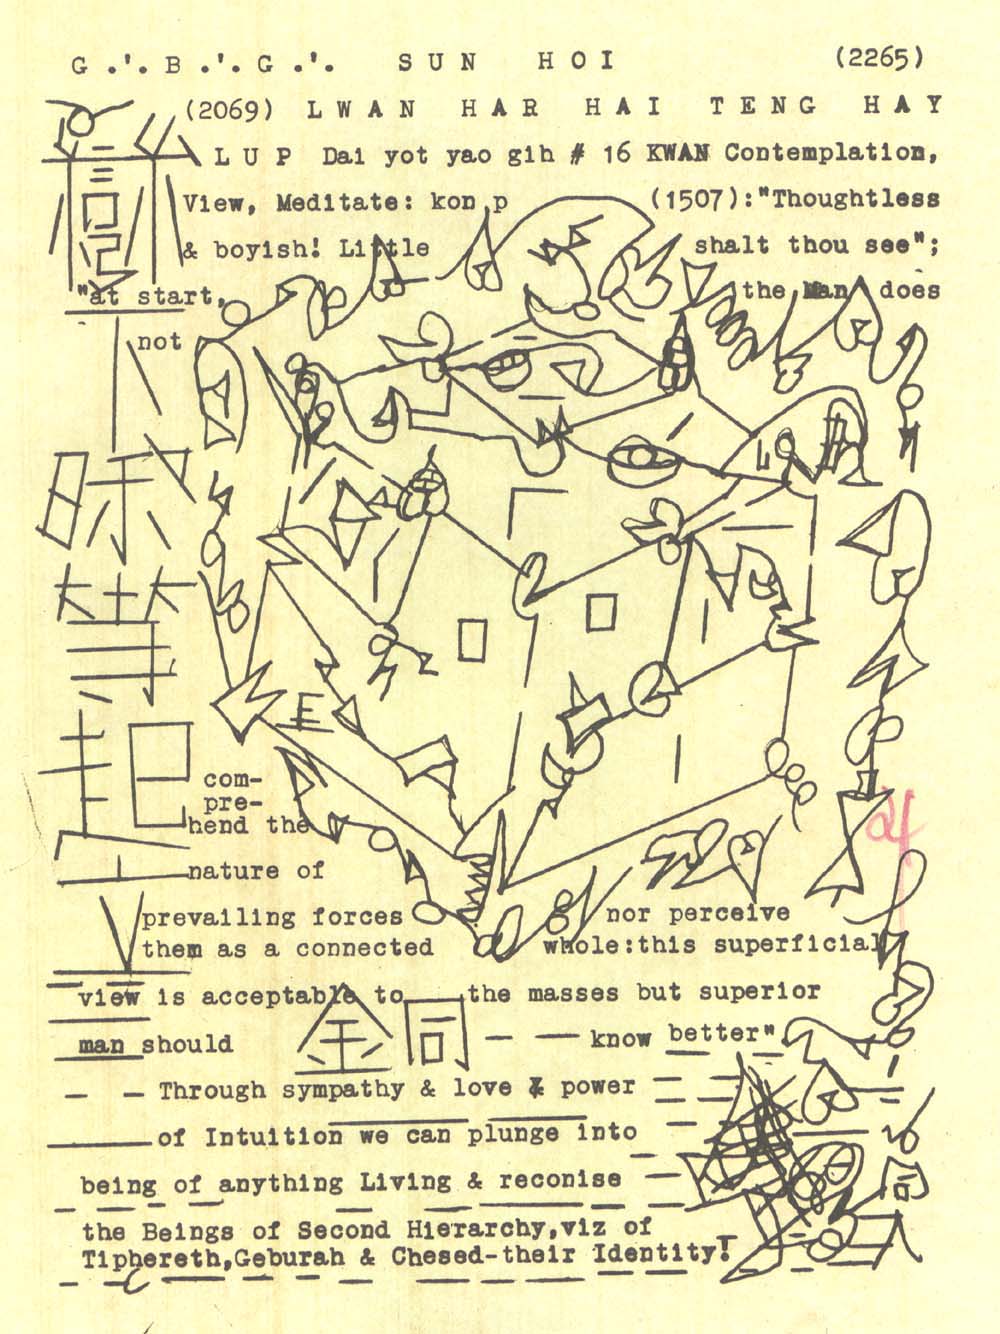 G .'. B .'. G .'. SUN HOI (2265)
(2069) LWAN HAR HAI TENG HAY
LUP Dai yot yao gih # 16 KWAN Contemplation,
View, Meditate: kon p (1507):"Thoughtless
& boyish! Little shalt thou see";
"at start, the Man does
not
com-
pre-
hend the
nature of
prevailing forces nor perceive
them as a connected whole:this superficial
view is acceptable to the masses but superior
man should 金 同 know better"
Through sympathy & love & power
of Intuition we can plunge into
being of anything Living & reconise
the Beings of Second Hierarchy,viz of
Tiphereth,Geburah & Chesed-their Identity!